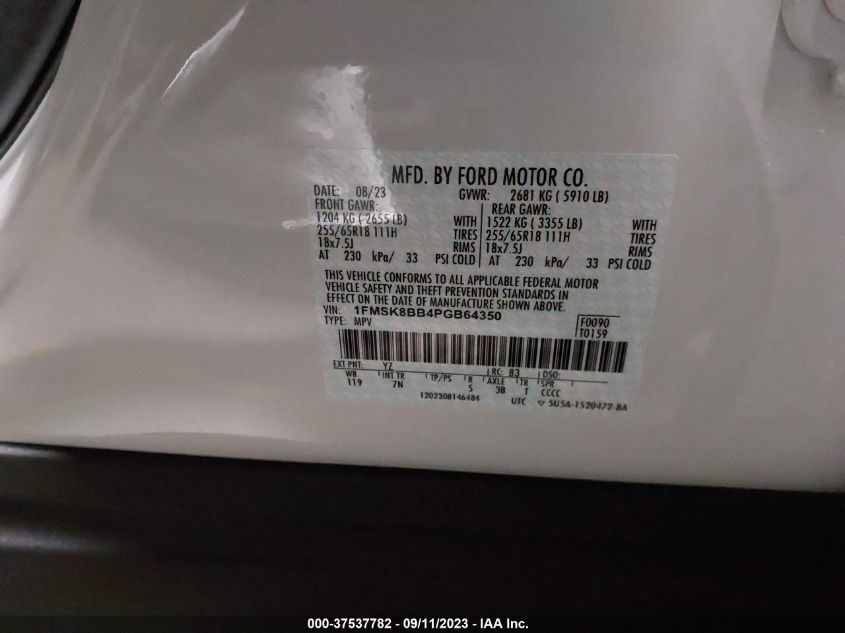 MFD. BY FORD MOTOR CO.
DATE: 08/23 GVWR: 2681 KG ( 5910 LB)
FRONT GAWR: REAR GAWR:
1204 KG ( 2655 LB) WITH 1522 KG ( 3355 LB) WITH
255/65R18 111H TIRES 255/65R18 111H TIRES
18x7.5J RIMS 18x7.5J RIMS
AT 230 kPa/ 33 PSI COLD AT 230 kPa/ 33 PSI COLD
THIS VEHICLE CONFORMS TO ALL APPLICABLE FEDERAL MOTOR
VEHICLE SAFETY AND THEFT PREVENTION STANDARDS IN
EFFECT ON THE DATE OF MANUFACTURE SHOWN ABOVE.
VIN: 1FMSK8BB4PGB64350 F0090
TYPE: MPV T0159
EXT PNT: YZ RC: 83 DSO:
WB INT TR TP/PS R AXLE TR SPR
119 7N S 3B 1 CCCC
1202308146484 UTC ▽ 5U5A-1520472-BA
000-37537782 - 09/11/2023 - IAA Inc.